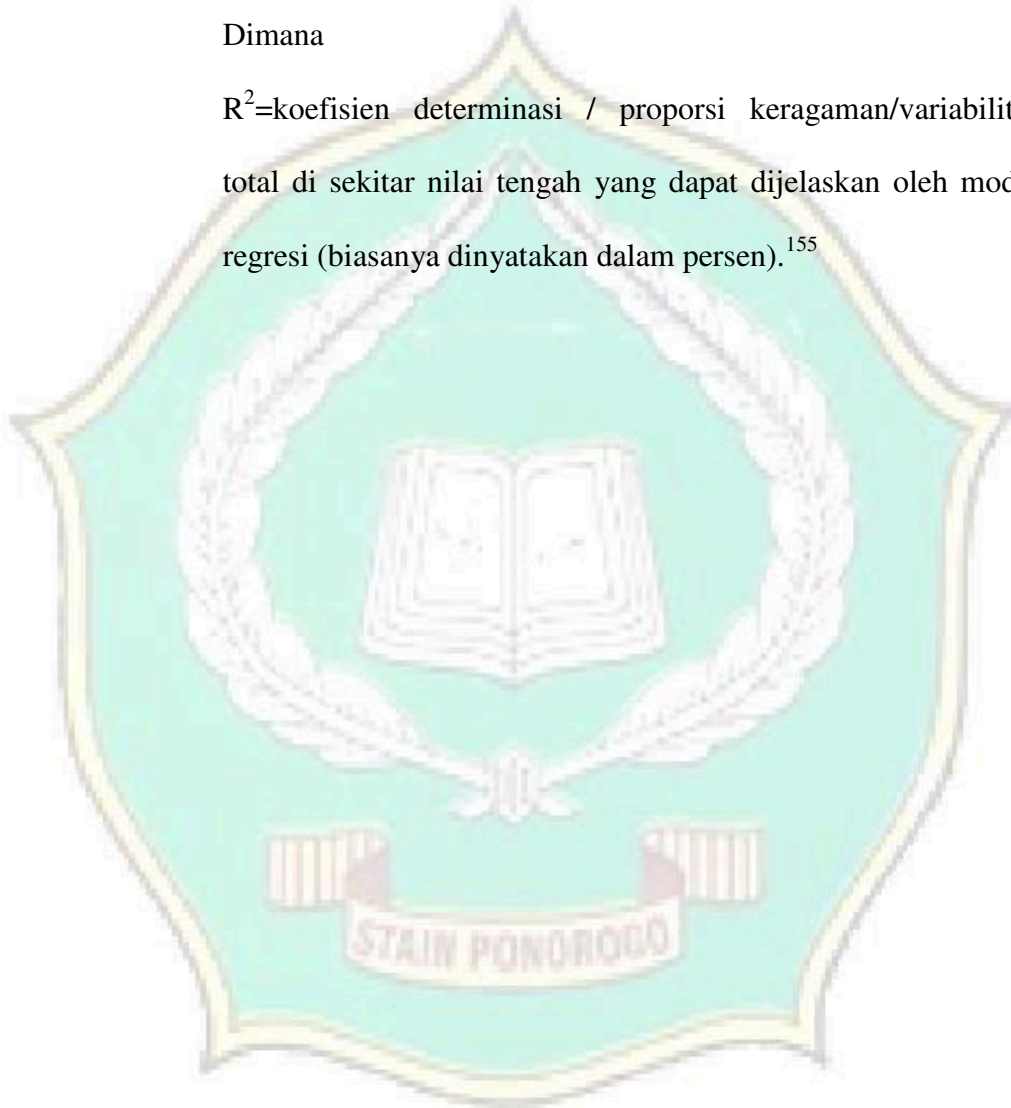 Dimana
R²=koefisien determinasi / proporsi keragaman/variabilit
total di sekitar nilai tengah yang dapat dijelaskan oleh mod
regresi (biasanya dinyatakan dalam persen).¹⁵⁵
STAIN PONOROGO